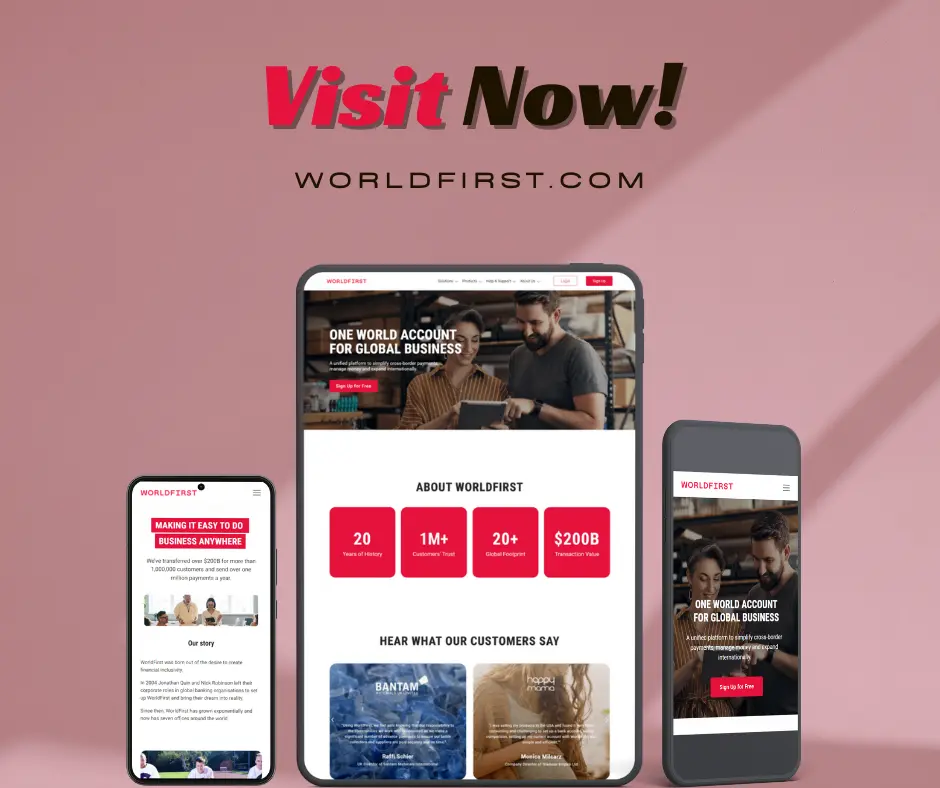 Visit Now!
WORLDFIRST.COM
WORLDFIRST
Solutions
Products
Help & Support
About Us
Login
Sign Up
ONE WORLD ACCOUNT
FOR GLOBAL BUSINESS
A unified platform to simplify cross-border payments,
manage money and expand internationally.
Sign Up for Free
ABOUT WORLDFIRST
20
Years of History
1M+
Customers' Trust
20+
Global Footprint
$200B
Transaction Value
HEAR WHAT OUR CUSTOMERS SAY
BANTAM
Raffi Schler
happy
mama
Monica Milsarz
WORLDFIRST
MAKING IT EASY TO DO
BUSINESS ANYWHERE
We've transferred over $200B for more than
1,000,000 customers and send over one
million payments a year.
Our story
WorldFirst was born out of the desire to create
financial inclusivity.
In 2004 Jonathan Quin and Nick Robinson left their
corporate roles in global banking organisations to set
up WorldFirst and bring their dream into reality.
Since then, WorldFirst has grown exponentially and
now has seven offices around the world
WORLDFIRST
ONE WORLD ACCOUNT
FOR GLOBAL BUSINESS
A unified platform to simplify cross-border
payments, manage money and expand
internationally.
Sign Up for Free